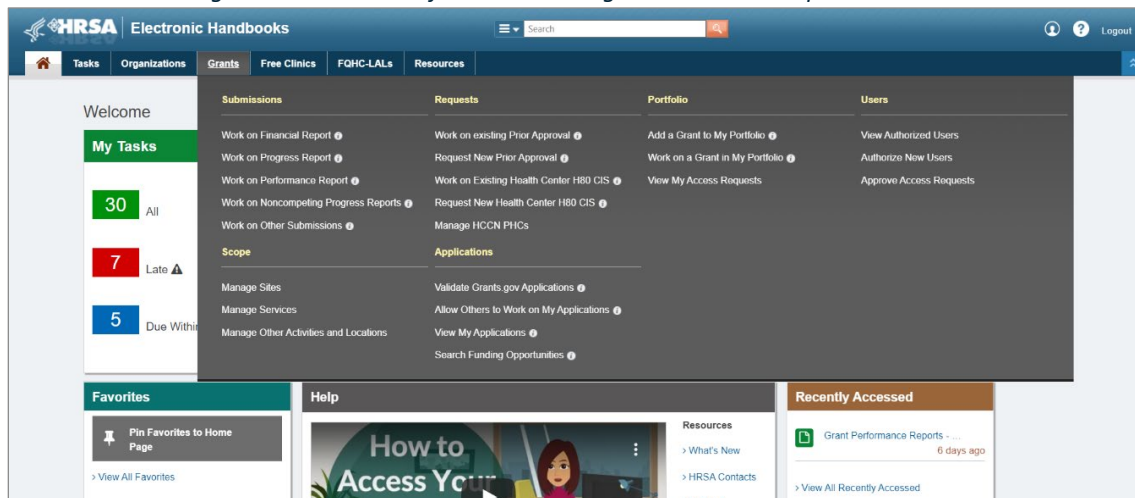 HRSA Electronic Handbooks
Search
Logout
Tasks Organizations Grants Free Clinics FQHC-LALs Resources
Welcome
My Tasks
30 All
7 Late
5 Due Within
Submissions
Work on Financial Report
Work on Progress Report
Work on Performance Report
Work on Noncompeting Progress Reports
Work on Other Submissions
Requests
Work on existing Prior Approval
Request New Prior Approval
Work on Existing Health Center H80 CIS
Request New Health Center H80 CIS
Manage HCCN PHCs
Portfolio
Add a Grant to My Portfolio
Work on a Grant in My Portfolio
View My Access Requests
Users
View Authorized Users
Authorize New Users
Approve Access Requests
Scope
Manage Sites
Manage Services
Manage Other Activities and Locations
Applications
Validate Grants.gov Applications
Allow Others to Work on My Applications
View My Applications
Search Funding Opportunities
Favorites
Pin Favorites to Home
Page
> View All Favorites
Help
How to
Access Your
Resources
> What's New
> HRSA Contacts
Recently Accessed
Grant Performance Reports - ...
6 days ago
> View All Recently Accessed